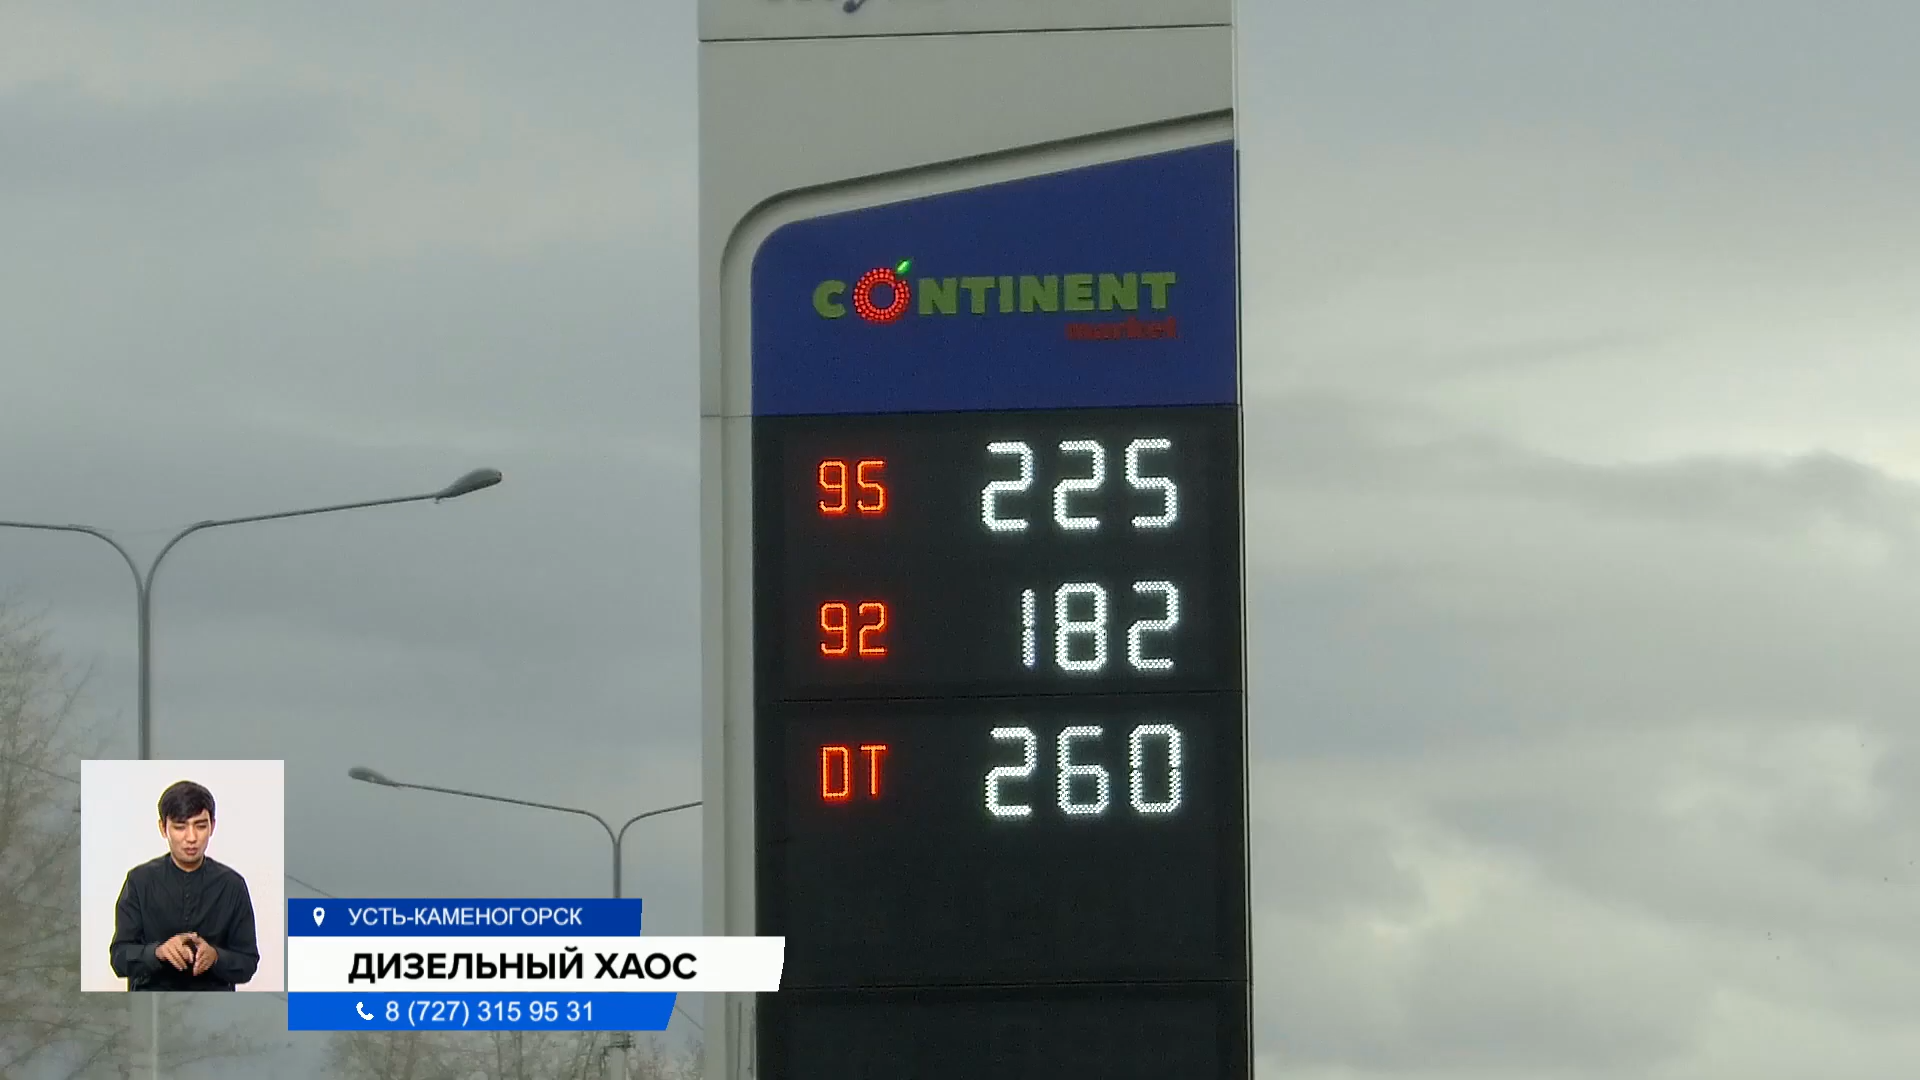 CONTINENT
market
95 225
92 182
DT 260
УСТЬ-КАМЕНОГОРСК
ДИЗЕЛЬНЫЙ ХАОС
8 (727) 315 95 31